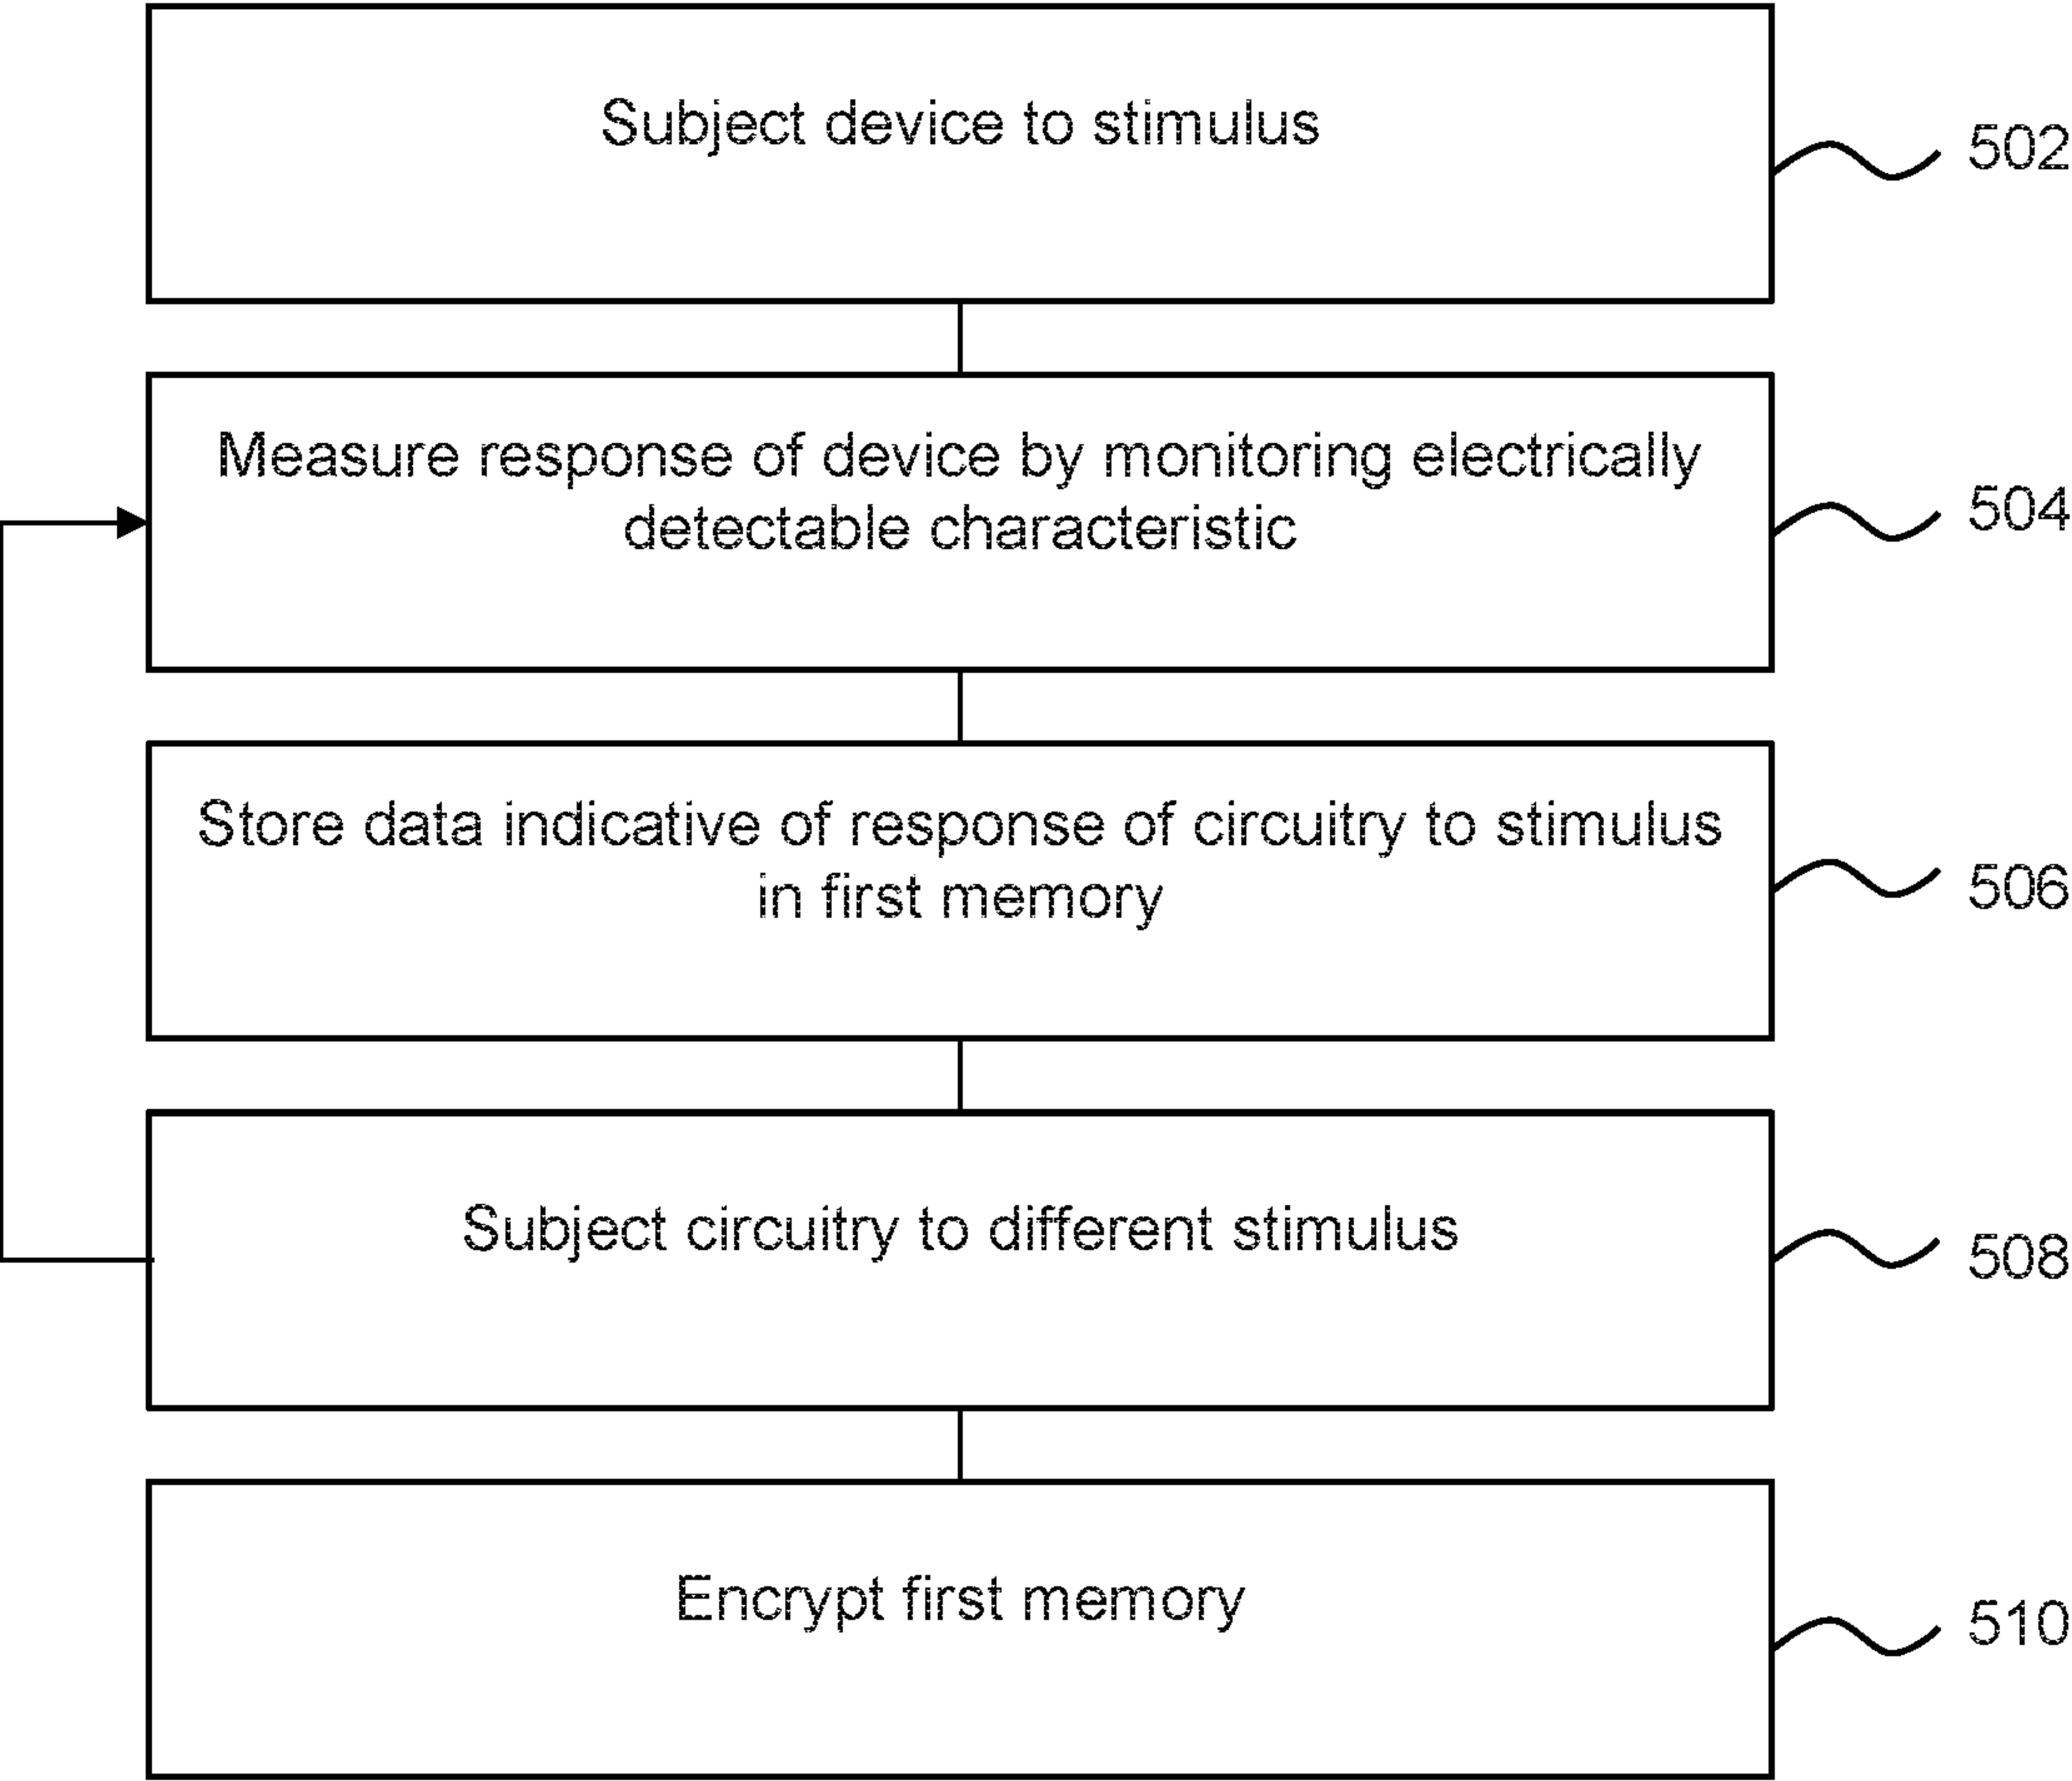 Subject device to stimulus
502
Measure response of device by monitoring electrically
detectable characteristic
504
Store data indicative of response of circuitry to stimulus
in first memory
506
Subject circuitry to different stimulus
508
Encrypt first memory
510